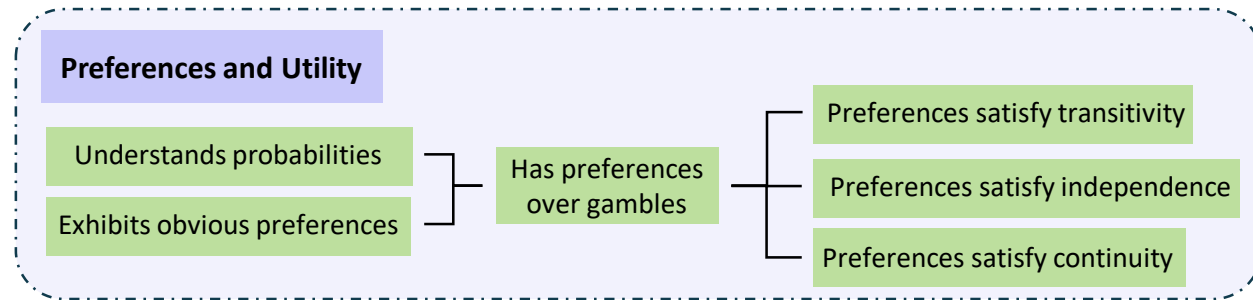 Preferences and Utility
Understands probabilities
Exhibits obvious preferences
Has preferences
over gambles
Preferences satisfy transitivity
Preferences satisfy independence
Preferences satisfy continuity